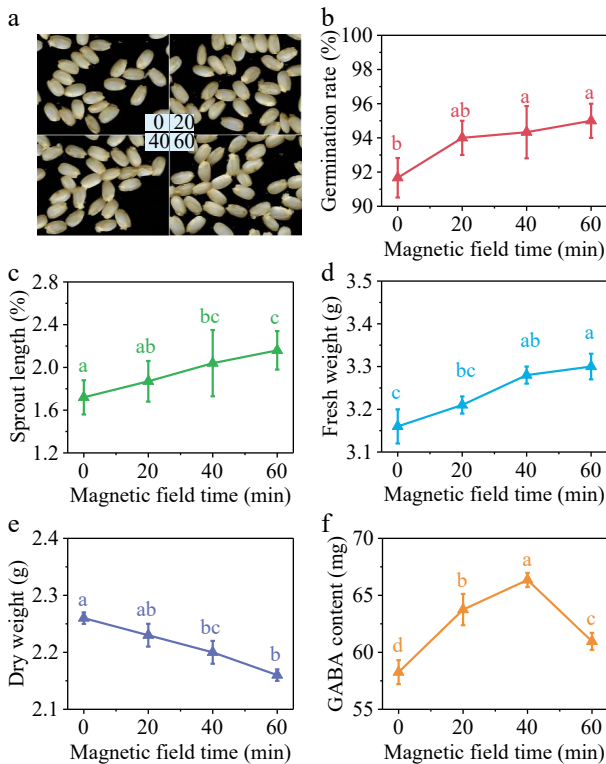 a
0 20
40 60
b
Germination rate (%)
100
98
96
94
92
90
b
ab
a
a
0 20 40 60
Magnetic field time (min)
c
Sprout length (%)
2.8
2.4
2.0
1.6
1.2
a
ab
bc
c
0 20 40 60
Magnetic field time (min)
d
Fresh weight (g)
3.5
3.4
3.3
3.2
3.1
c
bc
ab
a
0 20 40 60
Magnetic field time (min)
e
Dry weight (g)
2.4
2.3
2.2
2.1
a
ab
bc
b
0 20 40 60
Magnetic field time (min)
f
GABA content (mg)
70
65
60
55
d
b
a
c
0 20 40 60
Magnetic field time (min)